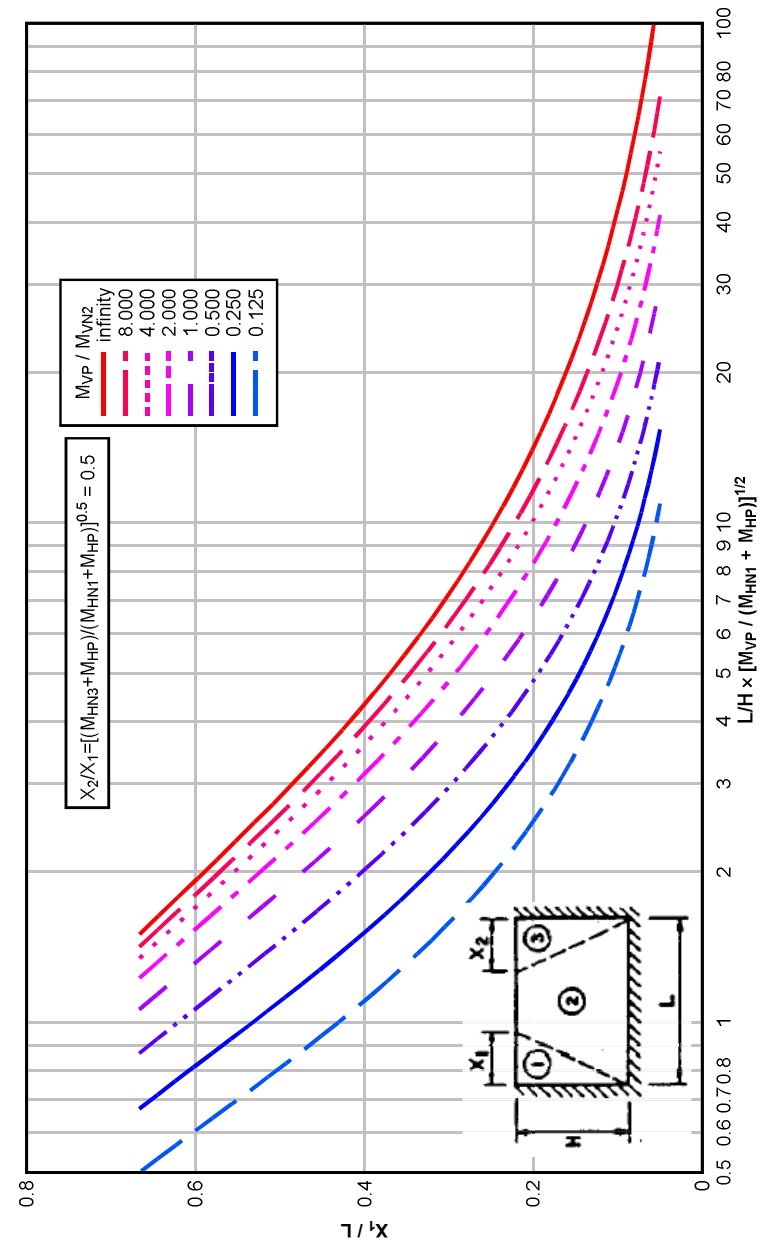 X₂/X₁=[(M_HN3+M_HP)/(M_HN1+M_HP)]^0.5 = 0.5
M_VP / M_VN2
infinity
8.000
4.000
2.000
1.000
0.500
0.250
0.125
X₁ / L
0.8
0.6
0.4
0.2
0
X₁
X₂
1
2
3
H
L
0.5 0.6 0.7 0.8 1 2 3 4 5 6 7 8 9 10 20 30 40 50 60 70 80 100
L/H × [M_VP / (M_HN1 + M_HP)]^1/2